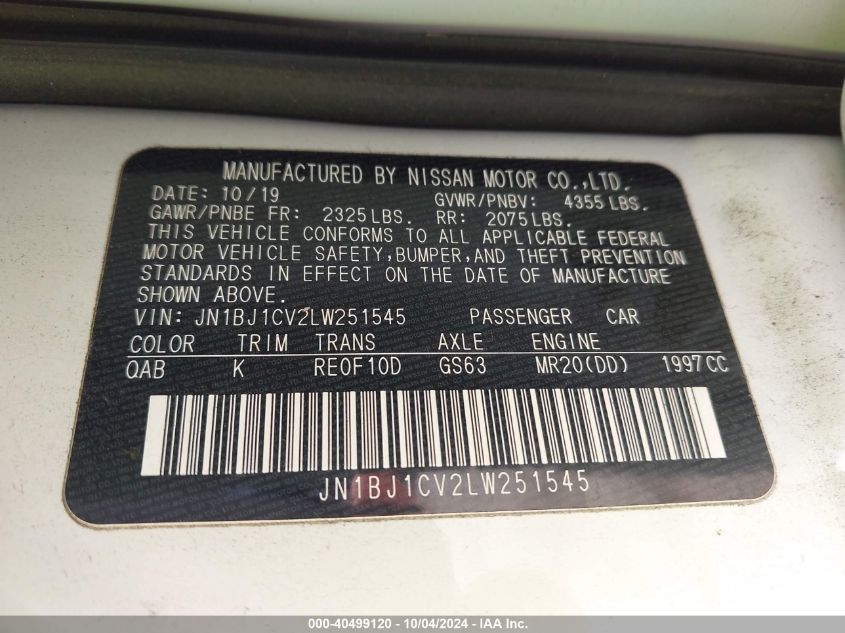 MANUFACTURED BY NISSAN MOTOR CO.,LTD.
DATE: 10/19 GVWR/PNBV: 4355 LBS.
GAWR/PNBE FR: 2325 LBS. RR: 2075 LBS.
THIS VEHICLE CONFORMS TO ALL APPLICABLE FEDERAL
MOTOR VEHICLE SAFETY,BUMPER,AND THEFT PREVENTION
STANDARDS IN EFFECT ON THE DATE OF MANUFACTURE
SHOWN ABOVE.
VIN: JN1BJ1CV2LW251545 PASSENGER CAR
COLOR TRIM TRANS AXLE ENGINE
QAB K RE0F10D GS63 MR20(DD) 1997CC
JN1BJ1CV2LW251545
000-40499120 - 10/04/2024 - IAA Inc.